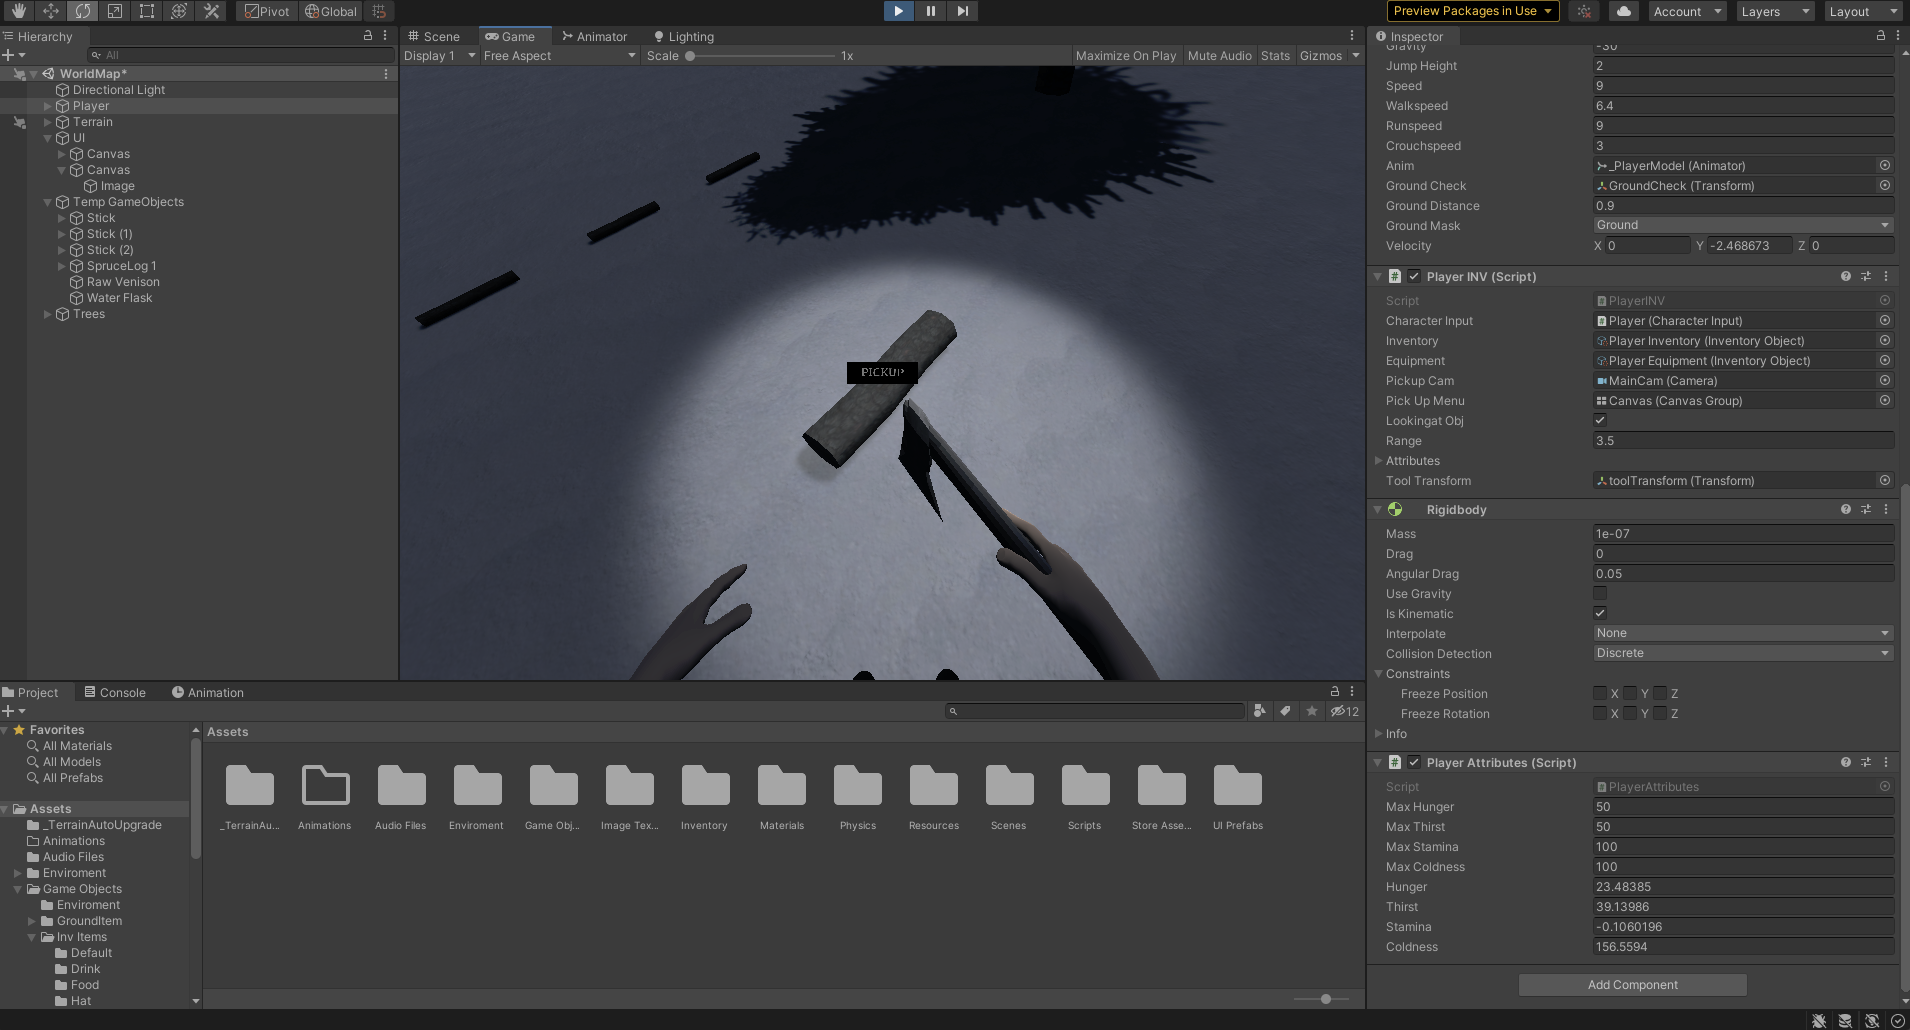 Pivot Global Preview Packages in Use Account Layers Layout
Hierarchy
All
WorldMap*
Directional Light
Player
Terrain
UI
Canvas
Canvas
Image
Temp GameObjects
Stick
Stick (1)
Stick (2)
SpruceLog 1
Raw Venison
Water Flask
Trees
Scene Game Animator Lighting
Display 1 Free Aspect Scale 1x Maximize On Play Mute Audio Stats Gizmos
PICKUP
Inspector
Gravity -30
Jump Height 2
Speed 9
Walkspeed 6.4
Runspeed 9
Crouchspeed 3
Anim _PlayerModel (Animator)
Ground Check GroundCheck (Transform)
Ground Distance 0.9
Ground Mask Ground
Velocity X 0 Y -2.468673 Z 0
# Player INV (Script)
Script PlayerINV
Character Input Player (Character Input)
Inventory Player Inventory (Inventory Object)
Equipment Player Equipment (Inventory Object)
Pickup Cam MainCam (Camera)
Pick Up Menu Canvas (Canvas Group)
Lookingat Obj
Range 3.5
Attributes
Tool Transform toolTransform (Transform)
Rigidbody
Mass 1e-07
Drag 0
Angular Drag 0.05
Use Gravity
Is Kinematic
Interpolate None
Collision Detection Discrete
Constraints
Freeze Position X Y Z
Freeze Rotation X Y Z
Info
# Player Attributes (Script)
Script PlayerAttributes
Max Hunger 50
Max Thirst 50
Max Stamina 100
Max Coldness 100
Hunger 23.48385
Thirst 39.13986
Stamina -0.1060196
Coldness 156.5594
Add Component
Project Console Animation
12
Favorites
All Materials
All Models
All Prefabs
Assets
_TerrainAutoUpgrade
Animations
Audio Files
Enviroment
Game Objects
Enviroment
GroundItem
Inv Items
Default
Drink
Food
Hat
Assets
_TerrainAu... Animations Audio Files Enviroment Game Obj... Image Tex... Inventory Materials Physics Resources Scenes Scripts Store Asse... UI Prefabs